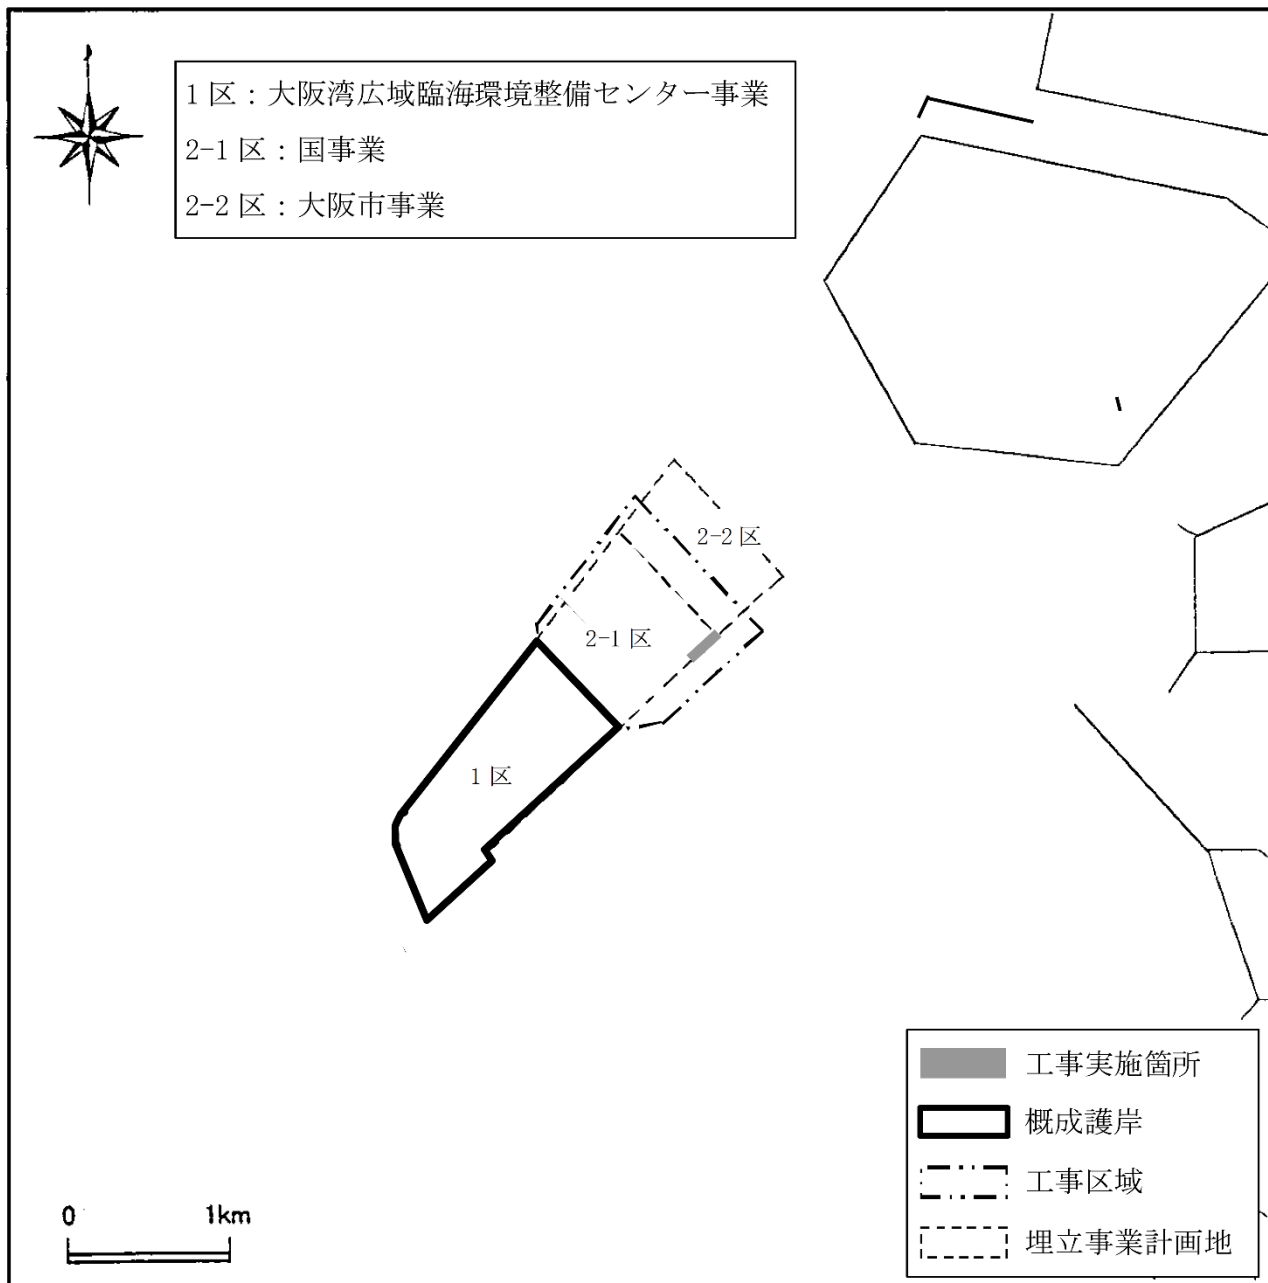 1区：大阪湾広域臨海環境整備センター事業
2-1区：国事業
2-2区：大阪市事業
2-2区
2-1区
1区
工事実施箇所
概成護岸
工事区域
埋立事業計画地
0 1km